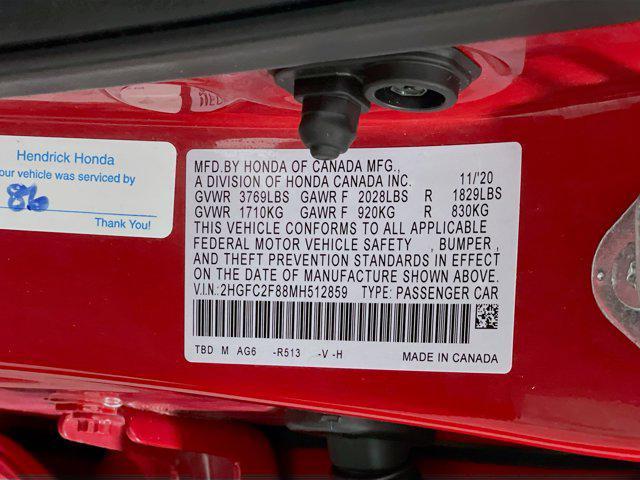 Hendrick Honda
our vehicle was serviced by
86
Thank You!
MFD.BY HONDA OF CANADA MFG.,
A DIVISION OF HONDA CANADA INC. 11/'20
GVWR 3769LBS GAWR F 2028LBS R 1829LBS
GVWR 1710KG GAWR F 920KG R 830KG
THIS VEHICLE CONFORMS TO ALL APPLICABLE
FEDERAL MOTOR VEHICLE SAFETY , BUMPER ,
AND THEFT PREVENTION STANDARDS IN EFFECT
ON THE DATE OF MANUFACTURE SHOWN ABOVE.
V.I.N.:2HGFC2F88MH512859 TYPE: PASSENGER CAR
TBD M AG6 -R513 -V -H MADE IN CANADA